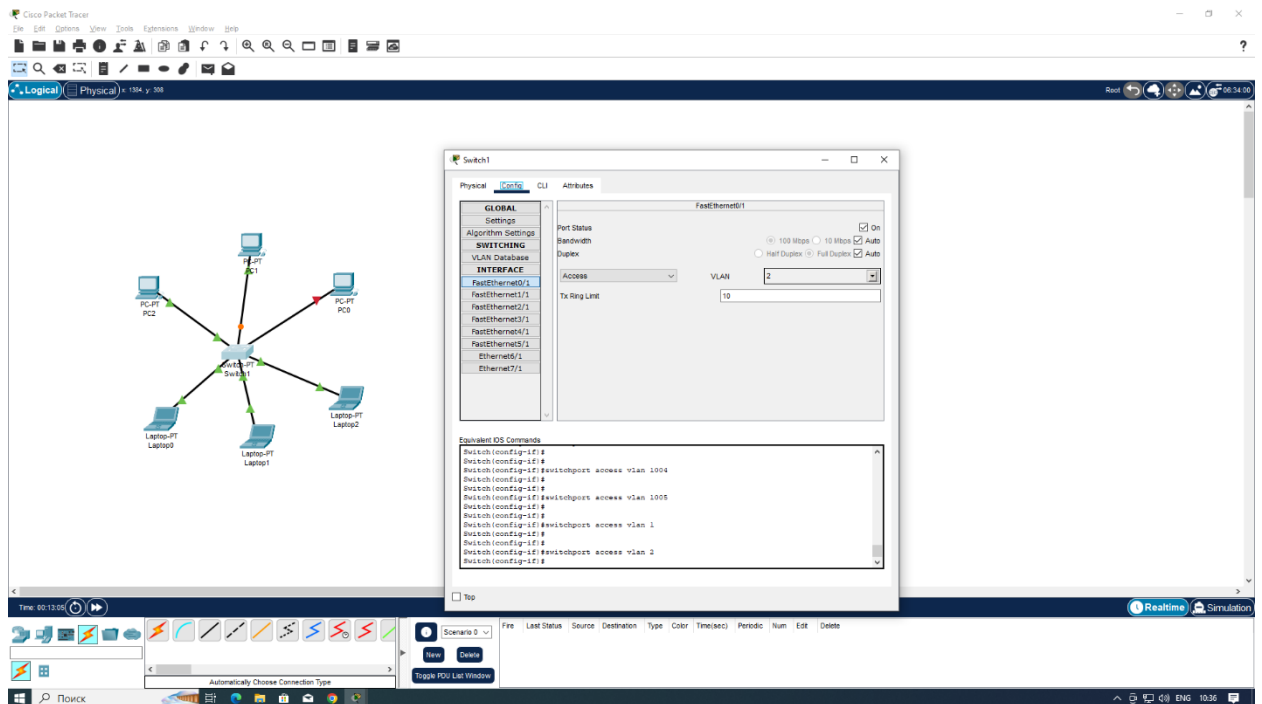 Cisco Packet Tracer
File Edit Options View Tools Extensions Window Help
?
Logical Physical x: 1384, y: 308 Root 06:34:00
PC-PT
PC1
PC-PT
PC2
PC-PT
PC0
Switch-PT
Switch1
Laptop-PT
Laptop0
Laptop-PT
Laptop1
Laptop-PT
Laptop2
Switch1
Physical Config CLI Attributes
GLOBAL
Settings
Algorithm Settings
SWITCHING
VLAN Database
INTERFACE
FastEthernet0/1
FastEthernet1/1
FastEthernet2/1
FastEthernet3/1
FastEthernet4/1
FastEthernet5/1
Ethernet6/1
Ethernet7/1
FastEthernet0/1
Port Status On
Bandwidth 100 Mbps 10 Mbps Auto
Duplex Half Duplex Full Duplex Auto
Access VLAN 2
Tx Ring Limit 10
Equivalent IOS Commands
Switch(config-if)#
Switch(config-if)#
Switch(config-if)#switchport access vlan 1004
Switch(config-if)#
Switch(config-if)#
Switch(config-if)#switchport access vlan 1005
Switch(config-if)#
Switch(config-if)#
Switch(config-if)#switchport access vlan 1
Switch(config-if)#
Switch(config-if)#
Switch(config-if)#switchport access vlan 2
Switch(config-if)#
Top
Time: 00:13:05 Realtime Simulation
Scenario 0
New Delete
Toggle PDU List Window
Fire Last Status Source Destination Type Color Time(sec) Periodic Num Edit Delete
Automatically Choose Connection Type
Поиск ENG 10:36